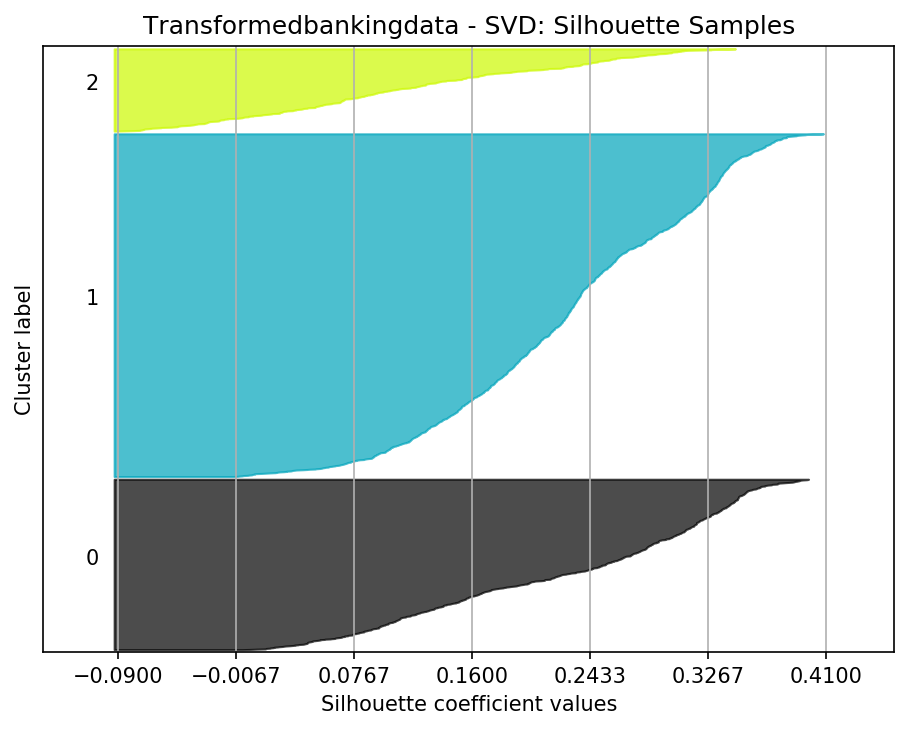 Transformedbankingdata - SVD: Silhouette Samples
2
1
0
Cluster label
−0.0900 −0.0067 0.0767 0.1600 0.2433 0.3267 0.4100
Silhouette coefficient values